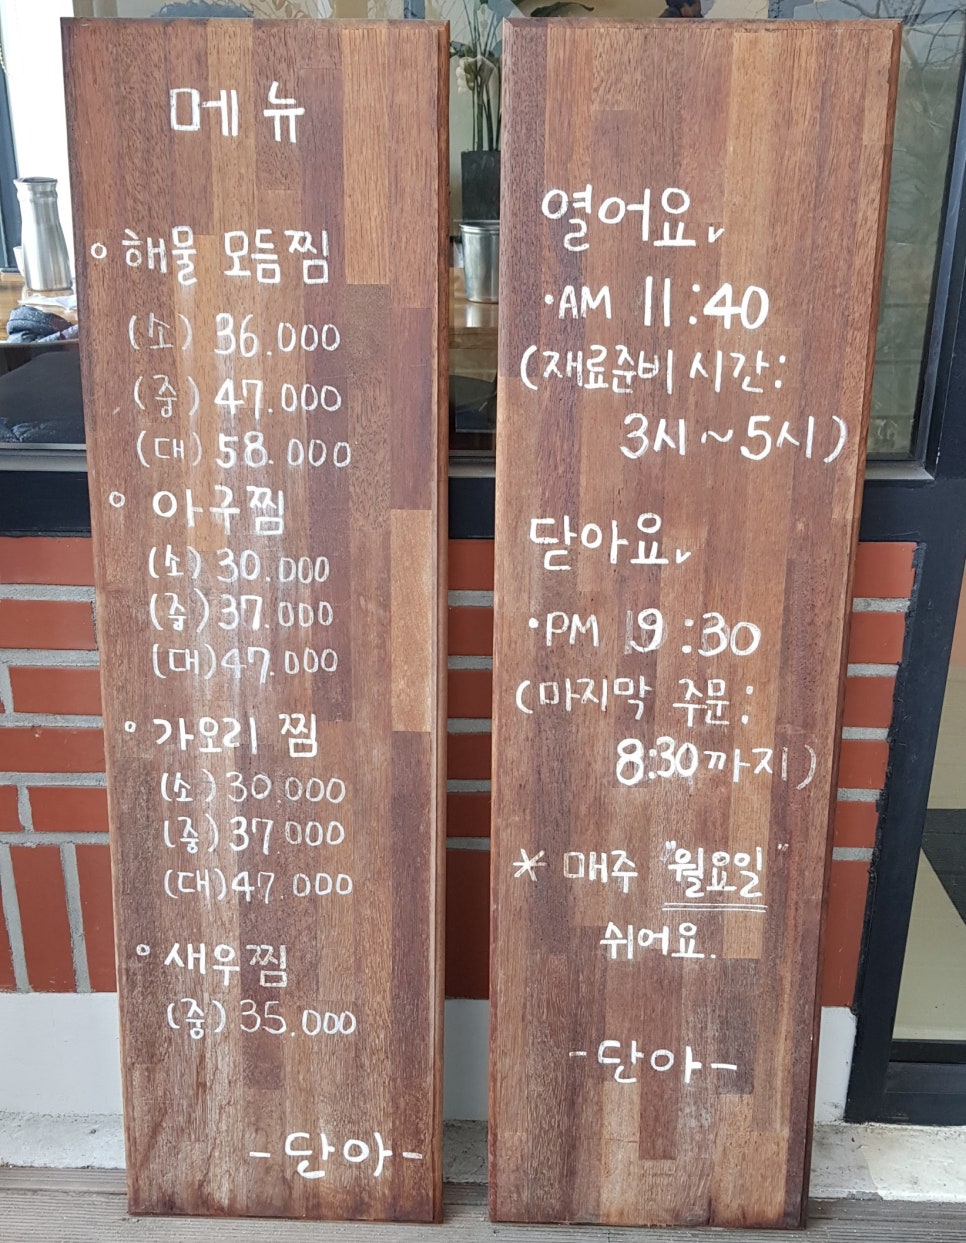 메뉴
해물 모듬찜
(소) 36.000
(중) 47.000
(대) 58.000
아구찜
(소) 30.000
(중) 37.000
(대) 47.000
가오리 찜
(소) 30.000
(중) 37.000
(대) 47.000
새우찜
(중) 35.000
-단아-
열어요
·AM 11:40
(재료준비 시간:
3시~5시)
닫아요
·PM 9:30
(마지막 주문:
8:30까지)
* 매주 "월요일"
쉬어요.
-단아-